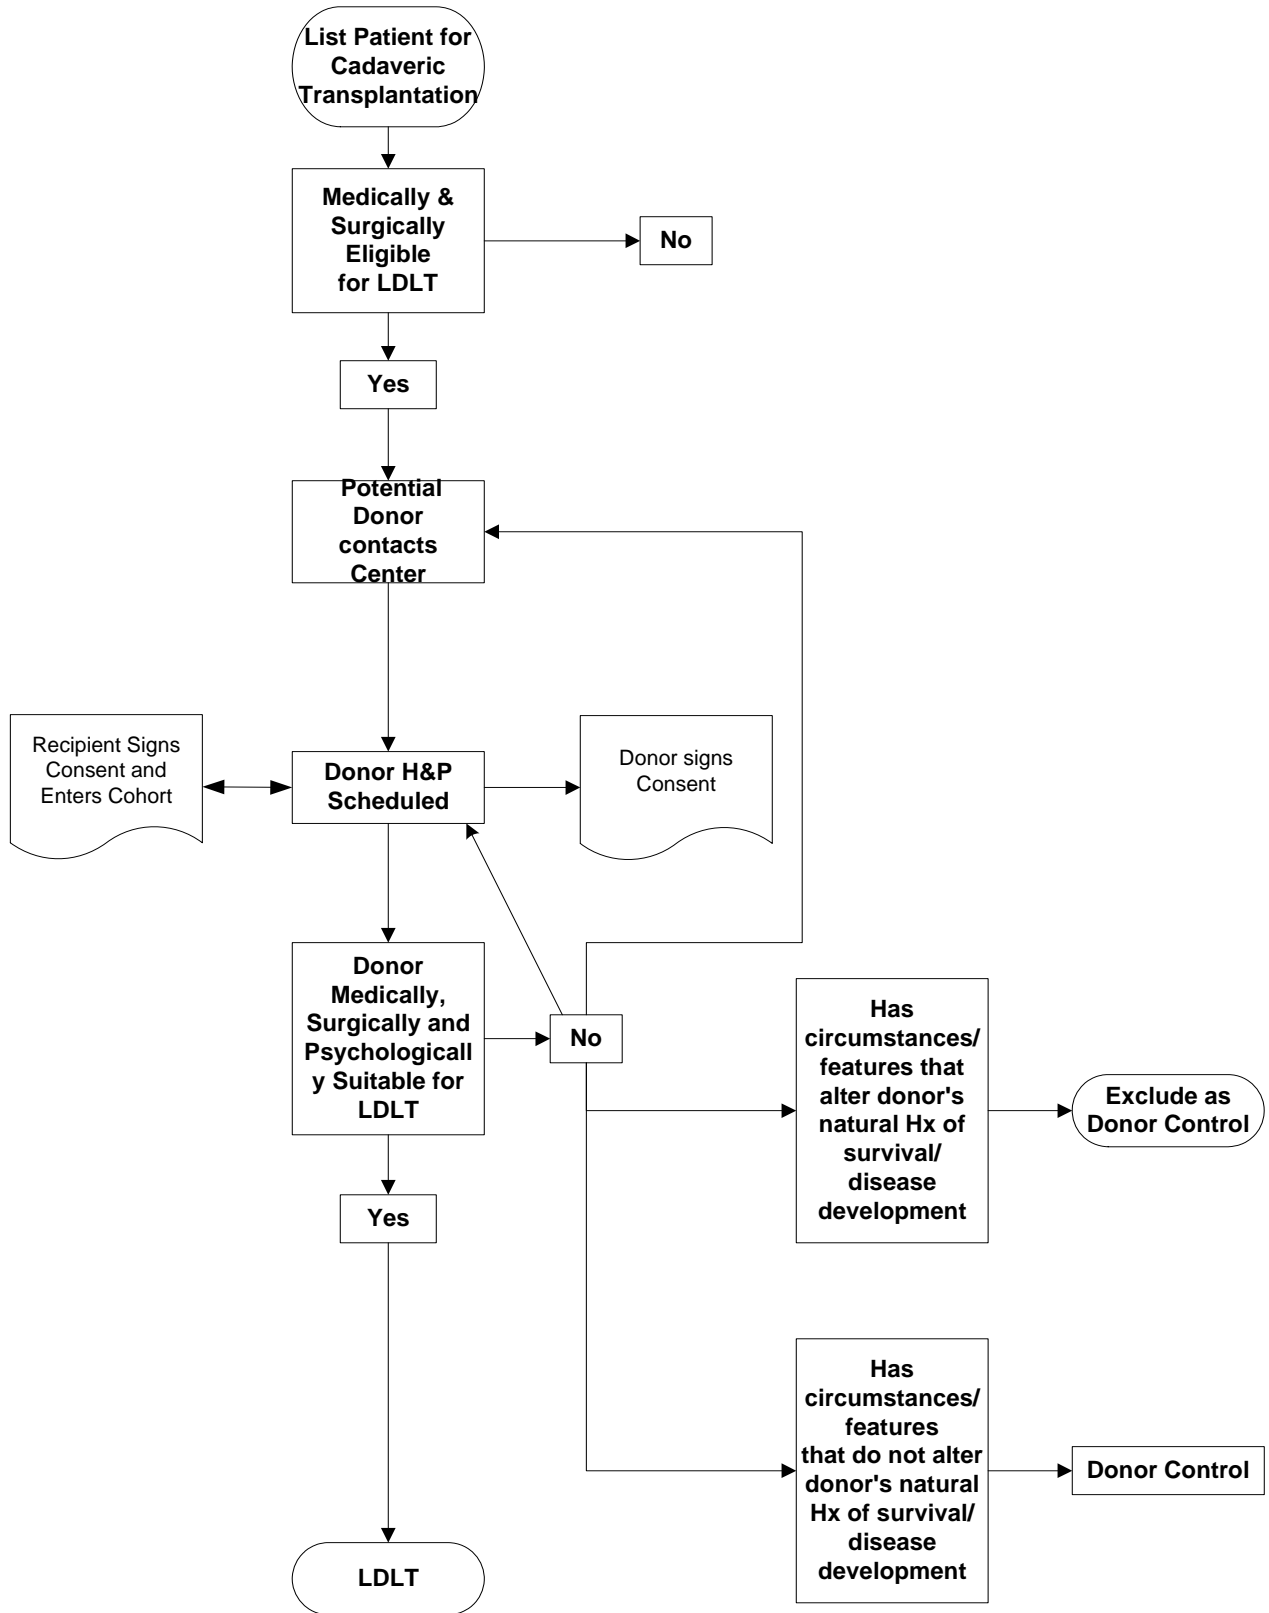 List Patient for
Cadaveric
Transplantation
Medically &
Surgically
Eligible
for LDLT
No
Yes
Potential
Donor
contacts
Center
Recipient Signs
Consent and
Enters Cohort
Donor H&P
Scheduled
Donor signs
Consent
Donor
Medically,
Surgically and
Psychologicall
y Suitable for
LDLT
No
Has
circumstances/
features that
alter donor's
natural Hx of
survival/
disease
development
Exclude as
Donor Control
Yes
Has
circumstances/
features
that do not alter
donor's natural
Hx of survival/
disease
development
Donor Control
LDLT